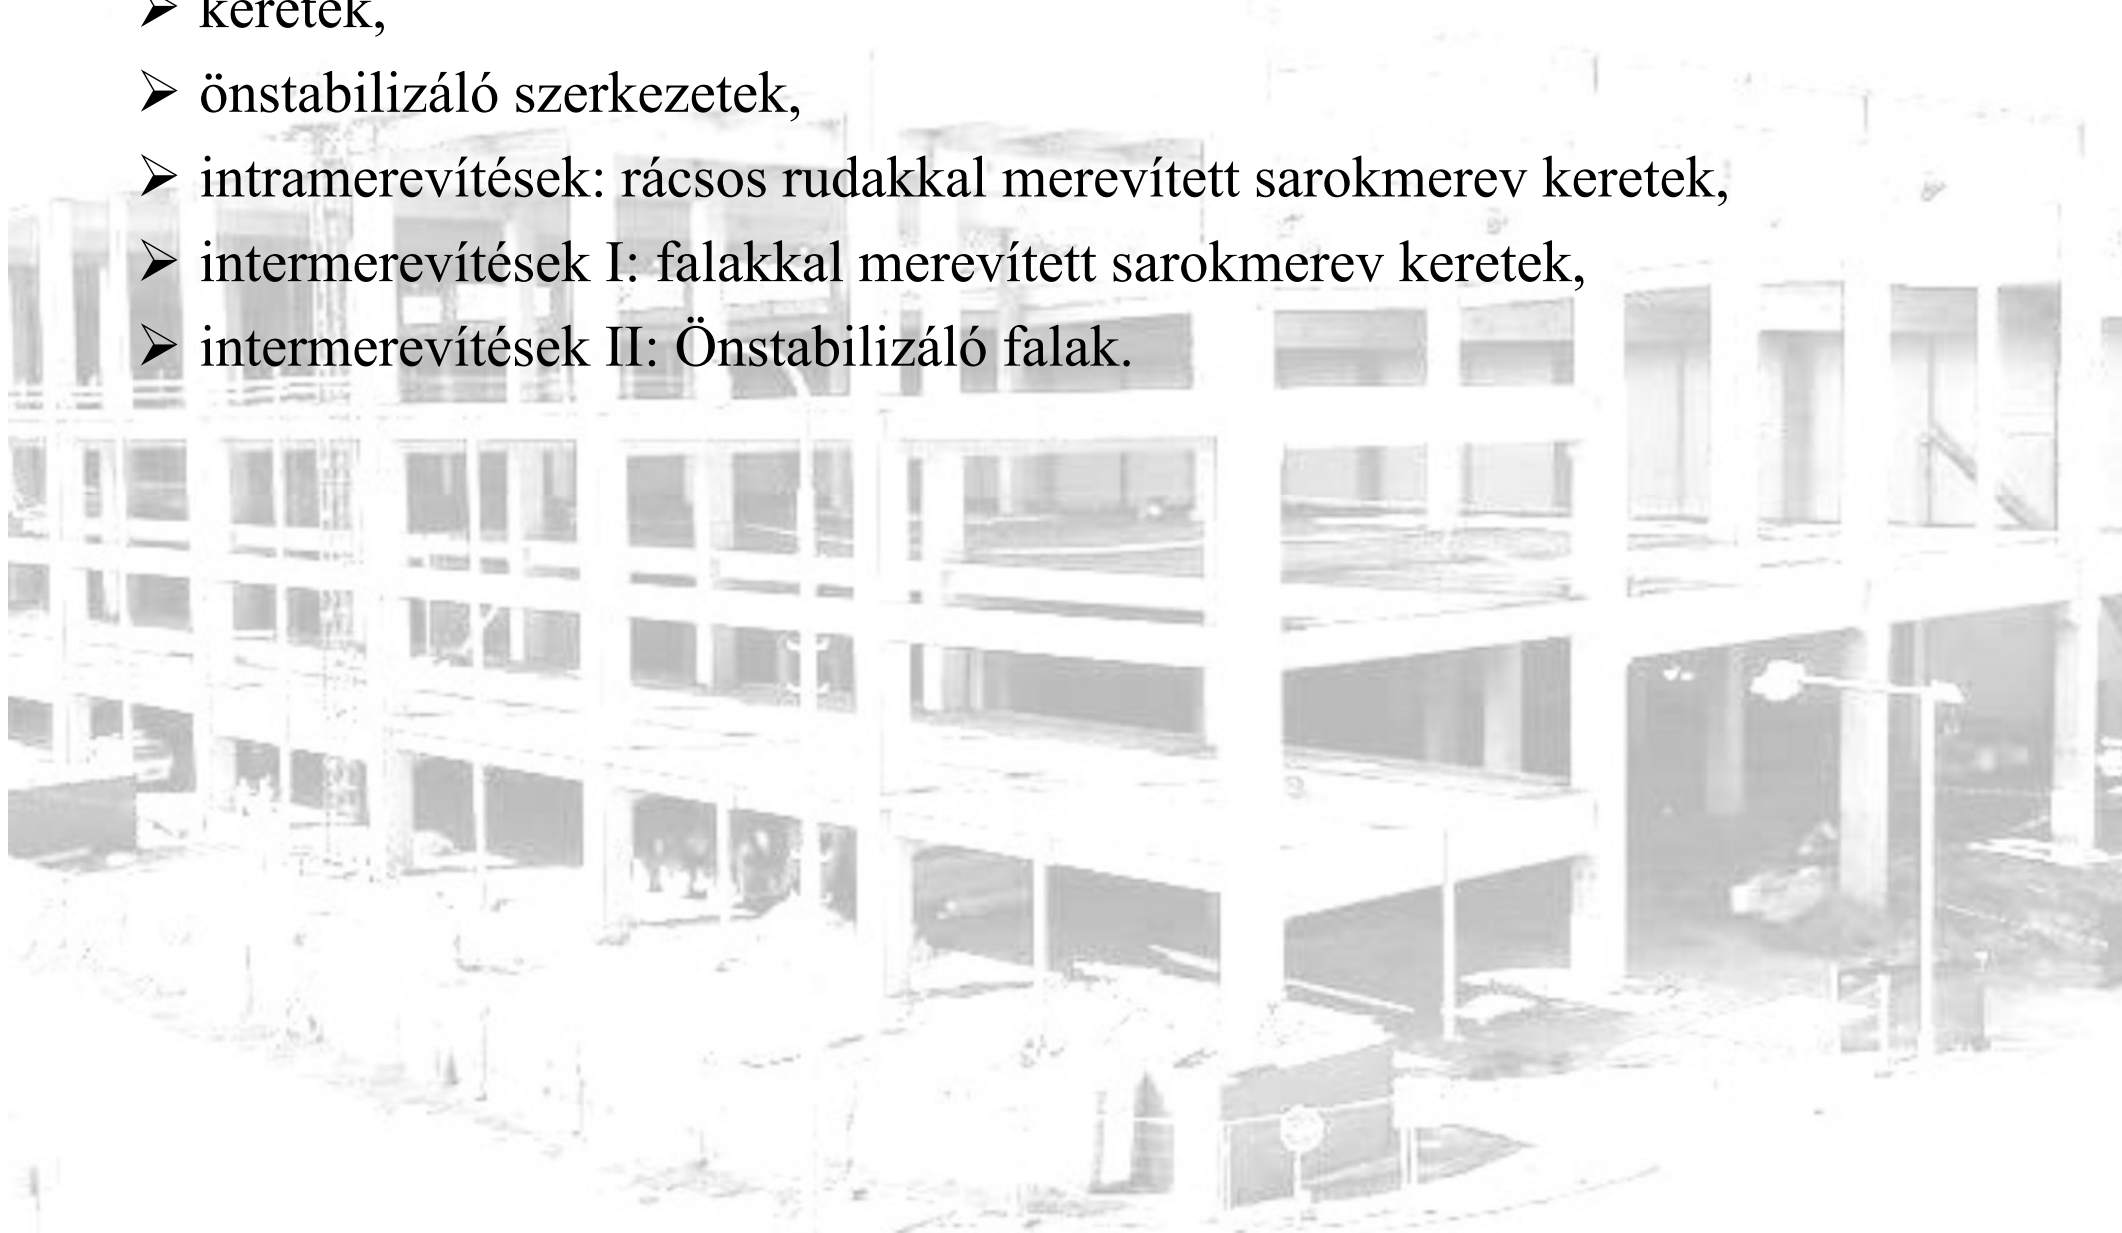 ➢ keretek,
➢ önstabilizáló szerkezetek,
➢ intramerevítések: rácsos rudakkal merevített sarokmerev keretek,
➢ intermerevítések I: falakkal merevített sarokmerev keretek,
➢ intermerevítések II: Önstabilizáló falak.